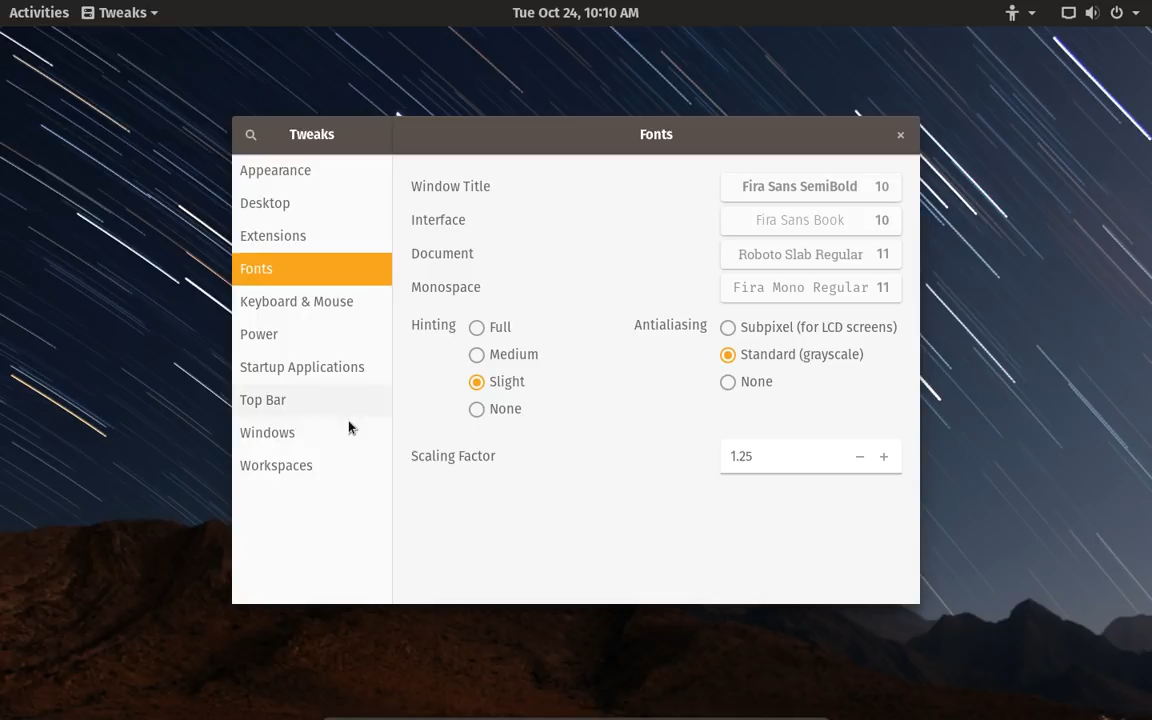 Activities Tweaks Tue Oct 24, 10:10 AM
Tweaks Fonts ×
Appearance
Desktop
Extensions
Fonts
Keyboard & Mouse
Power
Startup Applications
Top Bar
Windows
Workspaces
Window Title Fira Sans SemiBold 10
Interface Fira Sans Book 10
Document Roboto Slab Regular 11
Monospace Fira Mono Regular 11
Hinting Full
Medium
Slight
None
Antialiasing Subpixel (for LCD screens)
Standard (grayscale)
None
Scaling Factor 1.25 − +